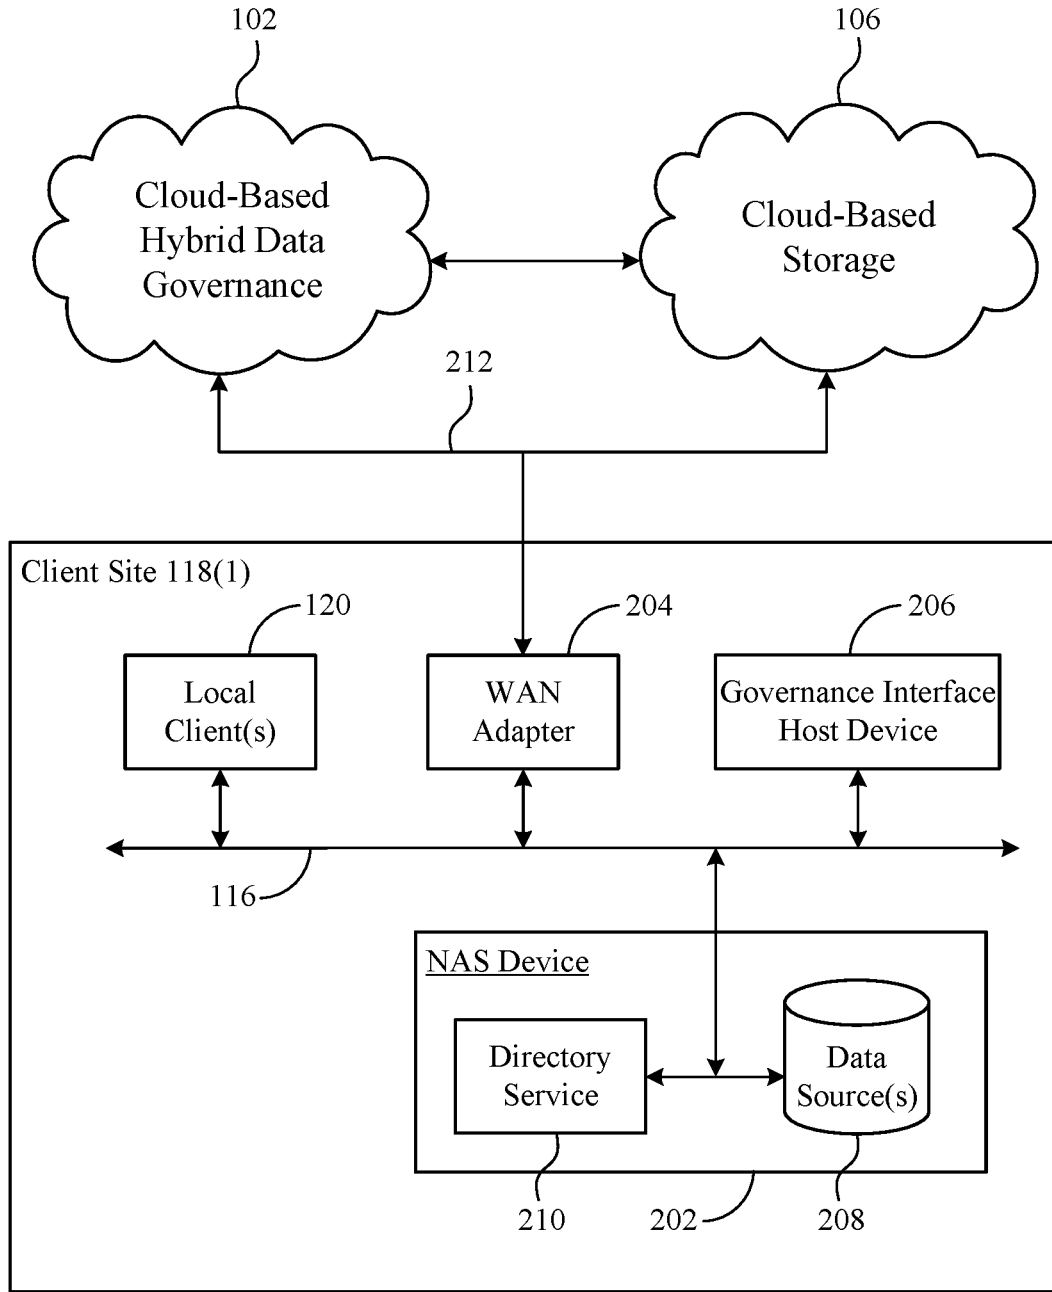 102
106
Cloud-Based
Hybrid Data
Governance
Cloud-Based
Storage
212
Client Site 118(1)
120
204
206
Local
Client(s)
WAN
Adapter
Governance Interface
Host Device
116
NAS Device
Directory
Service
Data
Source(s)
210
202
208